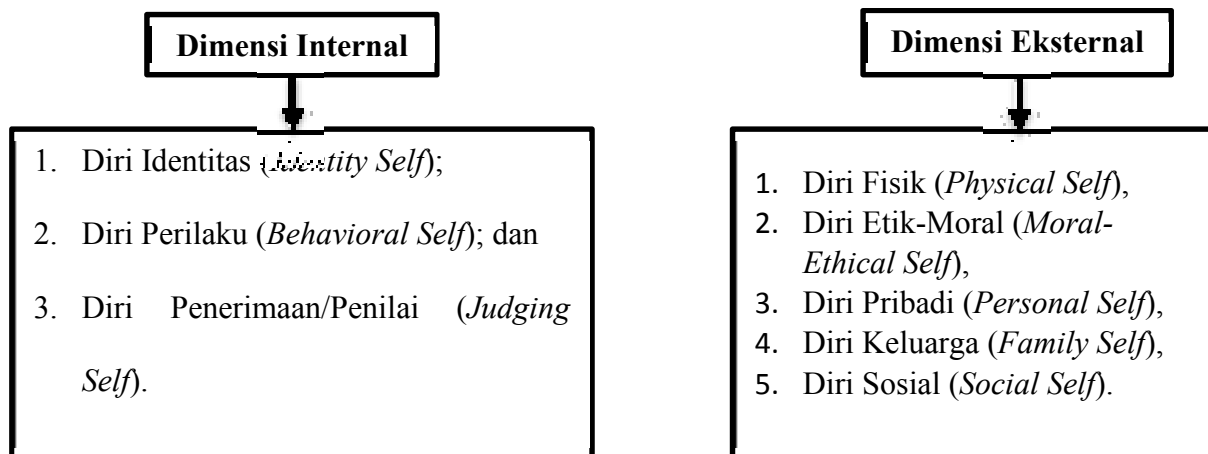 Dimensi Internal
1. Diri Identitas (Identity Self);
2. Diri Perilaku (Behavioral Self); dan
3. Diri Penerimaan/Penilai (Judging
Self).
Dimensi Eksternal
1. Diri Fisik (Physical Self),
2. Diri Etik-Moral (Moral-
Ethical Self),
3. Diri Pribadi (Personal Self),
4. Diri Keluarga (Family Self),
5. Diri Sosial (Social Self).